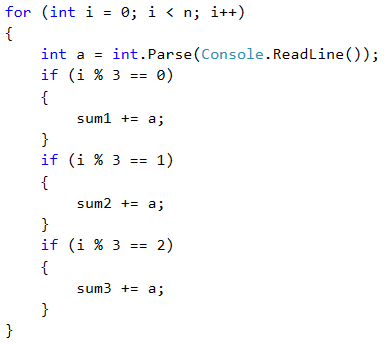 for (int i = 0; i < n; i++)
{
    int a = int.Parse(Console.ReadLine());
    if (i % 3 == 0)
    {
        sum1 += a;
    }
    if (i % 3 == 1)
    {
        sum2 += a;
    }
    if (i % 3 == 2)
    {
        sum3 += a;
    }
}